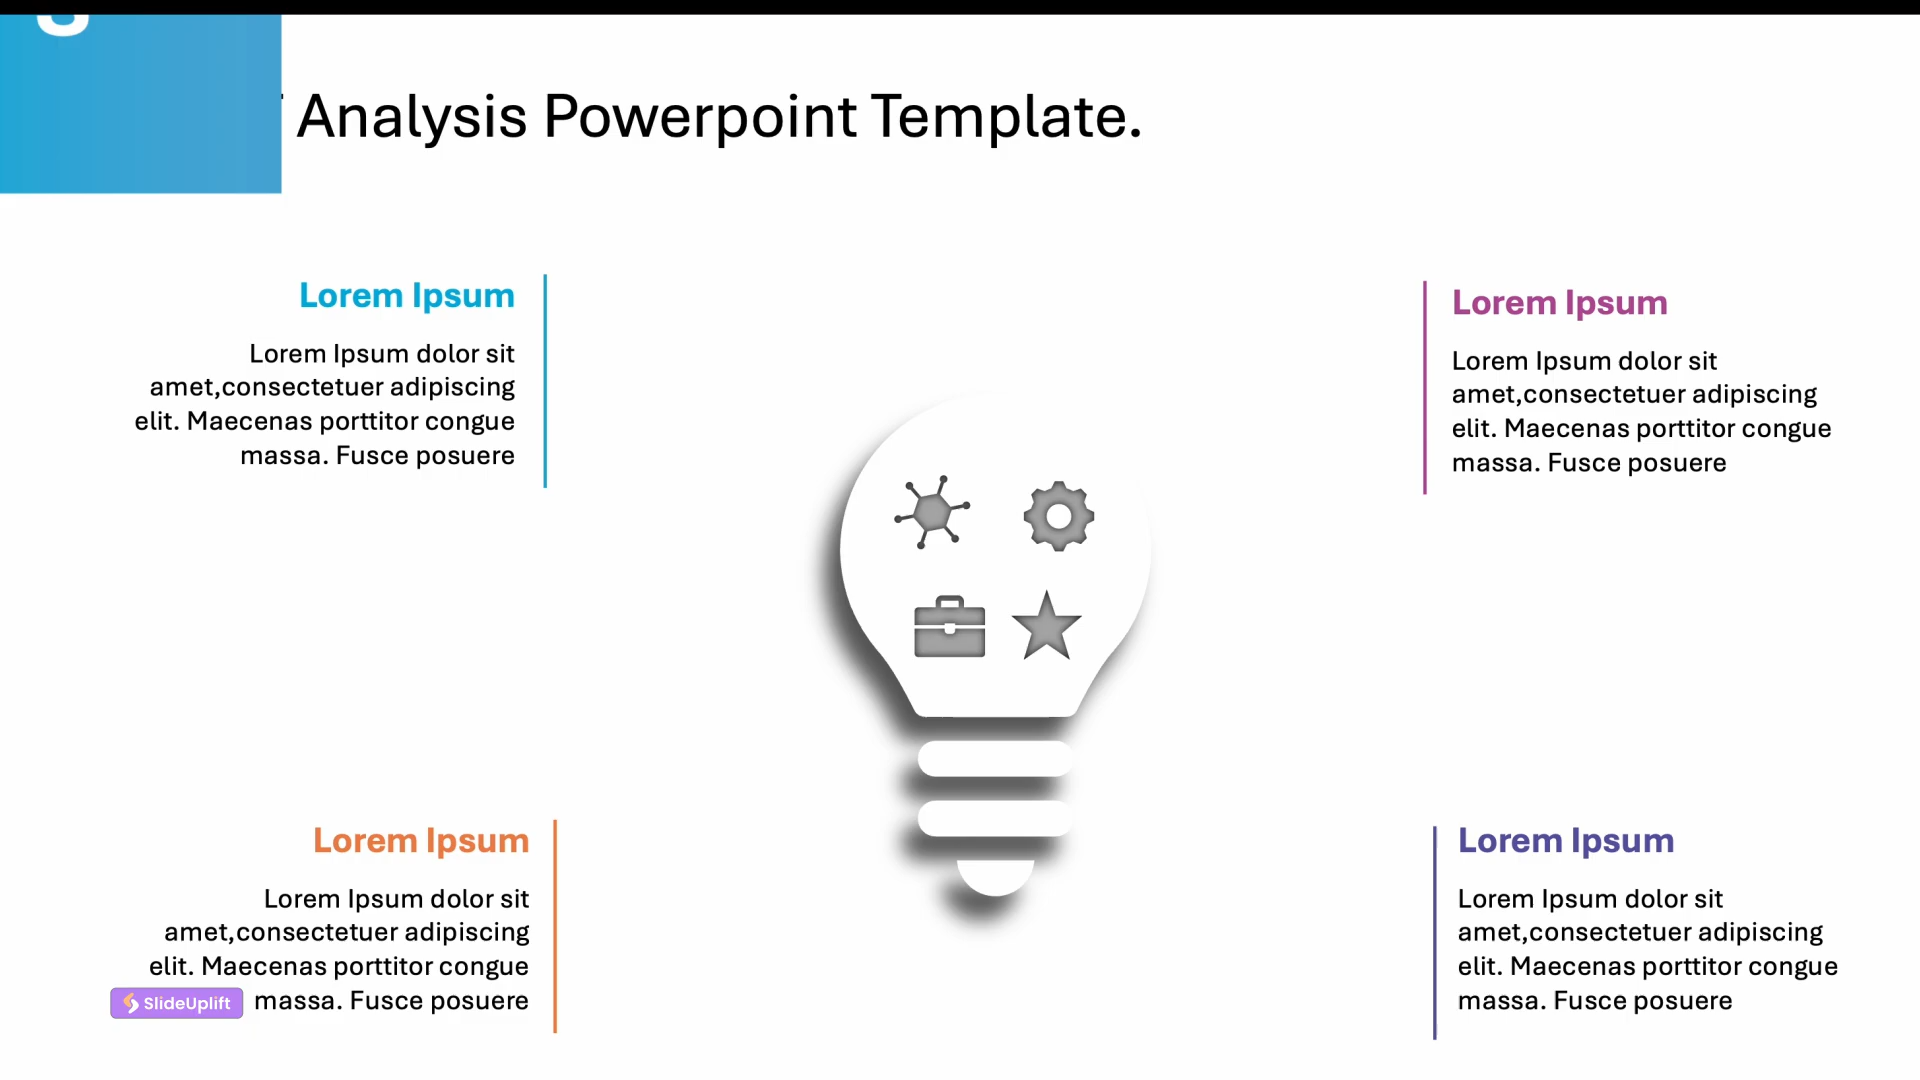 Analysis Powerpoint Template.
Lorem Ipsum
Lorem Ipsum dolor sit
amet,consectetuer adipiscing
elit. Maecenas porttitor congue
massa. Fusce posuere
Lorem Ipsum
Lorem Ipsum dolor sit
amet,consectetuer adipiscing
elit. Maecenas porttitor congue
massa. Fusce posuere
Lorem Ipsum
Lorem Ipsum dolor sit
amet,consectetuer adipiscing
elit. Maecenas porttitor congue
massa. Fusce posuere
SlideUplift
Lorem Ipsum
Lorem Ipsum dolor sit
amet,consectetuer adipiscing
elit. Maecenas porttitor congue
massa. Fusce posuere